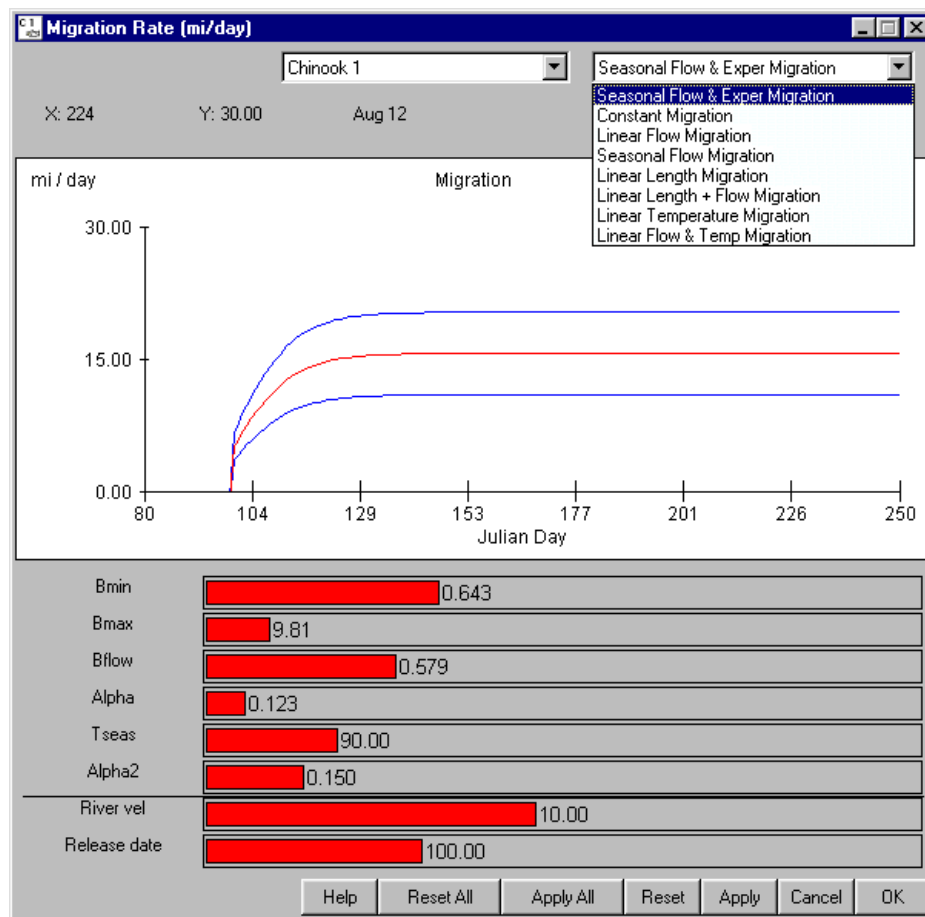 Migration Rate (mi/day)
Chinook 1
Seasonal Flow & Exper Migration
X: 224 Y: 30.00 Aug 12
Seasonal Flow & Exper Migration
Constant Migration
Linear Flow Migration
Seasonal Flow Migration
Linear Length Migration
Linear Length + Flow Migration
Linear Temperature Migration
Linear Flow & Temp Migration
mi / day
Migration
30.00
15.00
0.00
80 104 129 153 177 201 226 250
Julian Day
Bmin 0.643
Bmax 9.81
Bflow 0.579
Alpha 0.123
Tseas 90.00
Alpha2 0.150
River vel 10.00
Release date 100.00
Help Reset All Apply All Reset Apply Cancel OK